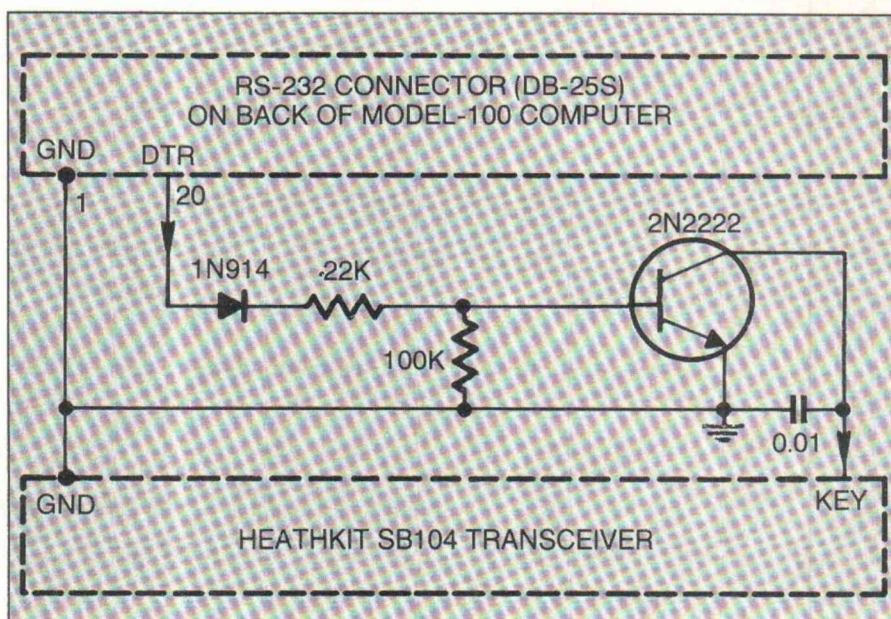 RS-232 CONNECTOR (DB-25S)
ON BACK OF MODEL-100 COMPUTER
GND
DTR
1
20
2N2222
1N914
.22K
100K
0.01
GND
KEY
HEATHKIT SB104 TRANSCEIVER